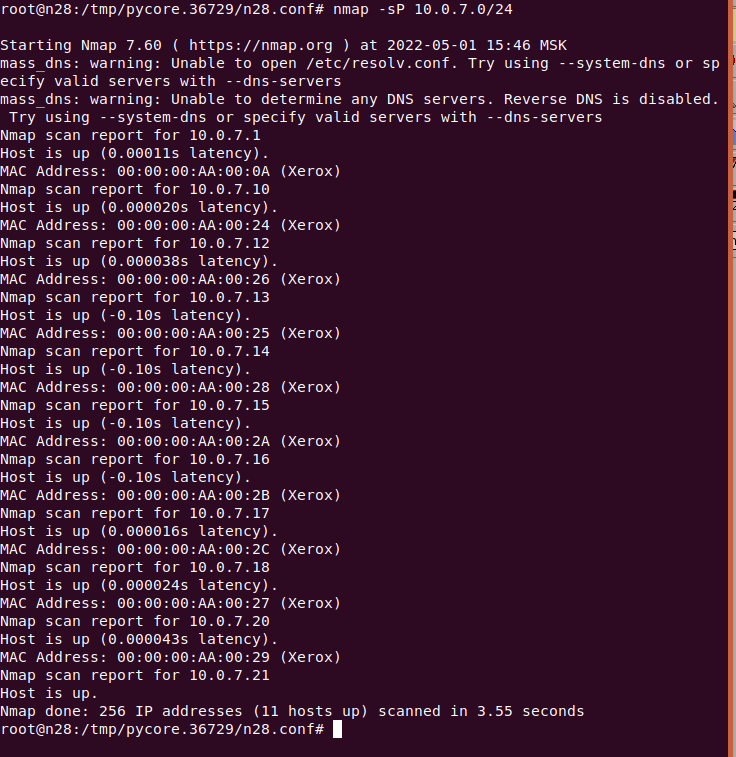 root@n28:/tmp/pycore.36729/n28.conf# nmap -sP 10.0.7.0/24
Starting Nmap 7.60 ( https://nmap.org ) at 2022-05-01 15:46 MSK
mass_dns: warning: Unable to open /etc/resolv.conf. Try using --system-dns or sp
ecify valid servers with --dns-servers
mass_dns: warning: Unable to determine any DNS servers. Reverse DNS is disabled.
 Try using --system-dns or specify valid servers with --dns-servers
Nmap scan report for 10.0.7.1
Host is up (0.00011s latency).
MAC Address: 00:00:00:AA:00:0A (Xerox)
Nmap scan report for 10.0.7.10
Host is up (0.000020s latency).
MAC Address: 00:00:00:AA:00:24 (Xerox)
Nmap scan report for 10.0.7.12
Host is up (0.000038s latency).
MAC Address: 00:00:00:AA:00:26 (Xerox)
Nmap scan report for 10.0.7.13
Host is up (-0.10s latency).
MAC Address: 00:00:00:AA:00:25 (Xerox)
Nmap scan report for 10.0.7.14
Host is up (-0.10s latency).
MAC Address: 00:00:00:AA:00:28 (Xerox)
Nmap scan report for 10.0.7.15
Host is up (-0.10s latency).
MAC Address: 00:00:00:AA:00:2A (Xerox)
Nmap scan report for 10.0.7.16
Host is up (-0.10s latency).
MAC Address: 00:00:00:AA:00:2B (Xerox)
Nmap scan report for 10.0.7.17
Host is up (0.000016s latency).
MAC Address: 00:00:00:AA:00:2C (Xerox)
Nmap scan report for 10.0.7.18
Host is up (0.000024s latency).
MAC Address: 00:00:00:AA:00:27 (Xerox)
Nmap scan report for 10.0.7.20
Host is up (0.000043s latency).
MAC Address: 00:00:00:AA:00:29 (Xerox)
Nmap scan report for 10.0.7.21
Host is up.
Nmap done: 256 IP addresses (11 hosts up) scanned in 3.55 seconds
root@n28:/tmp/pycore.36729/n28.conf#